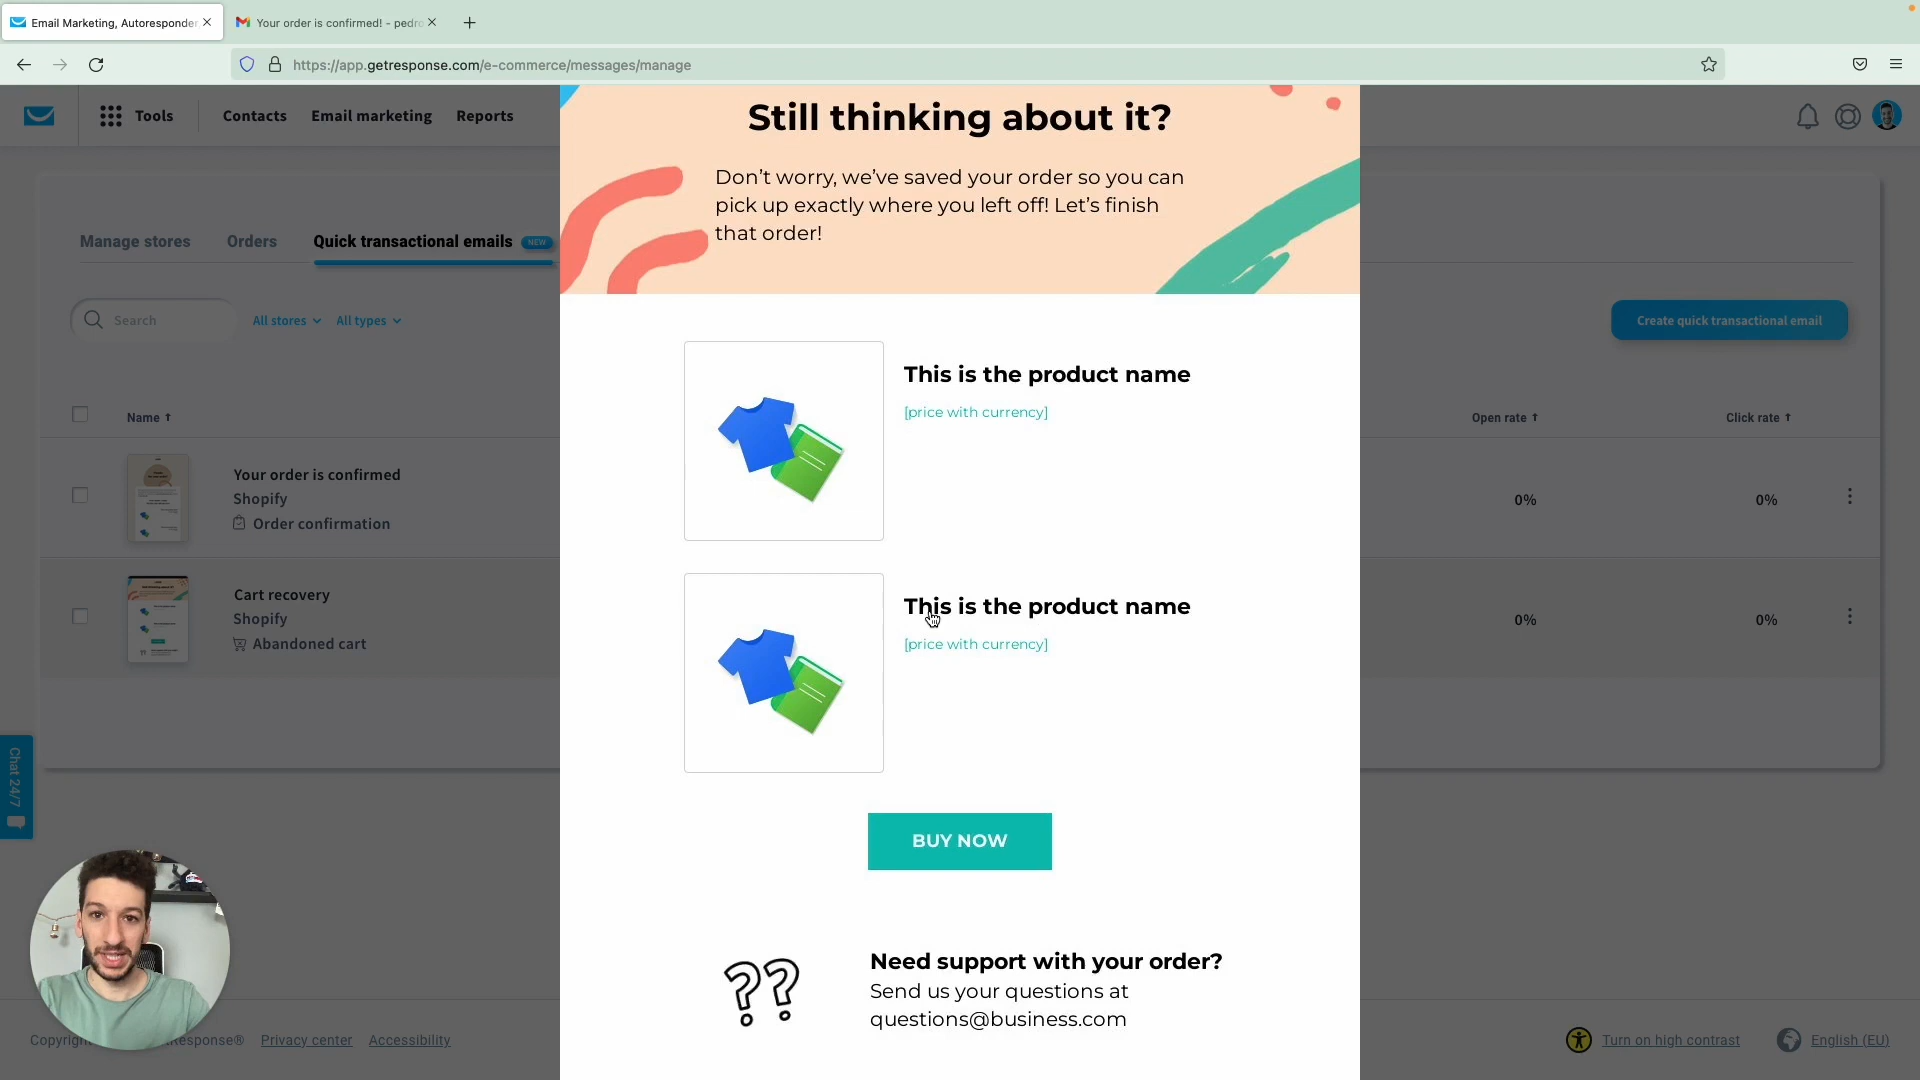 Email Marketing, Autoresponder
Your order is confirmed! - pedro
https://app.getresponse.com/e-commerce/messages/manage
Tools
Contacts
Email marketing
Reports
Manage stores
Orders
Quick transactional emails
NEW
Search
All stores
All types
Create quick transactional email
Name ↑
Open rate ↑
Click rate ↑
Your order is confirmed
Shopify
Order confirmation
0%
0%
Cart recovery
Shopify
Abandoned cart
0%
0%
Still thinking about it?
Don’t worry, we’ve saved your order so you can
pick up exactly where you left off! Let’s finish
that order!
This is the product name
[price with currency]
This is the product name
[price with currency]
BUY NOW
??
Need support with your order?
Send us your questions at
questions@business.com
Chat 24/7
Copyrig
Response®
Privacy center
Accessibility
Turn on high contrast
English (EU)